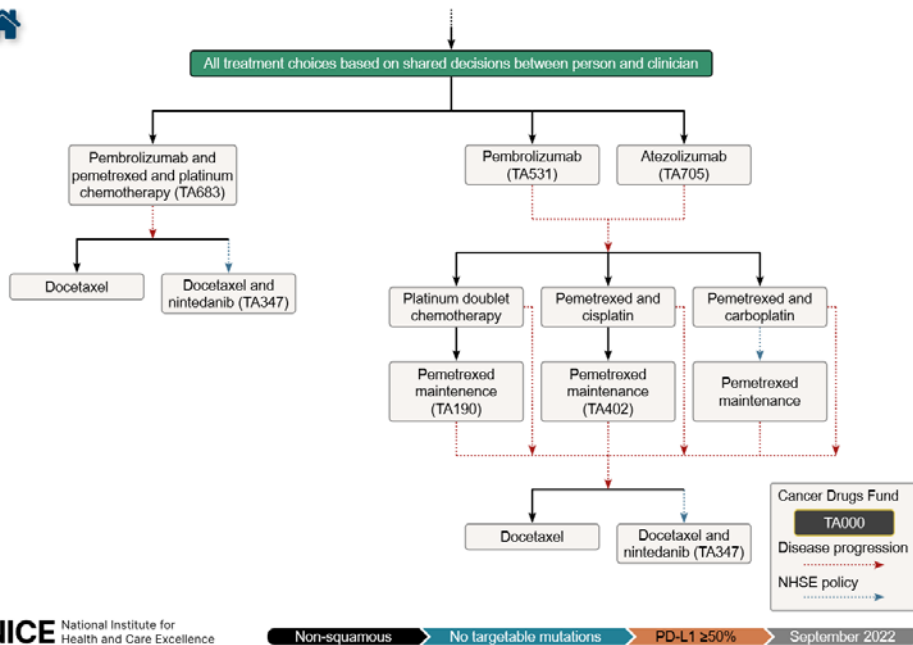 All treatment choices based on shared decisions between person and clinician
Pembrolizumab and
pemetrexed and platinum
chemotherapy (TA683)
Pembrolizumab
(TA531)
Atezolizumab
(TA705)
Docetaxel
Docetaxel and
nintedanib (TA347)
Platinum doublet
chemotherapy
Pemetrexed and
cisplatin
Pemetrexed and
carboplatin
Pemetrexed
maintenence
(TA190)
Pemetrexed
maintenance
(TA402)
Pemetrexed
maintenance
Docetaxel
Docetaxel and
nintedanib (TA347)
Cancer Drugs Fund
TA000
Disease progression
NHSE policy
NICE National Institute for
Health and Care Excellence
Non-squamous
No targetable mutations
PD-L1 ≥50%
September 2022